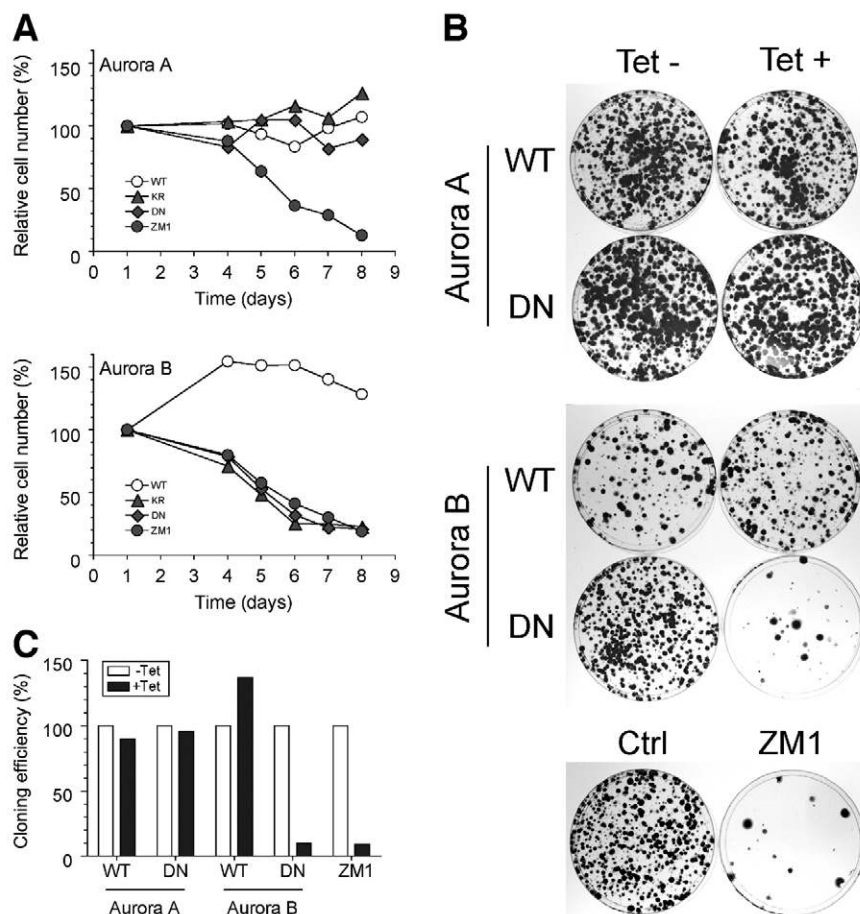 A
Aurora A
Relative cell number (%)
150
100
50
0
WT
KR
DN
ZM1
0 1 2 3 4 5 6 7 8 9
Time (days)
Aurora B
Relative cell number (%)
150
100
50
0
WT
KR
DN
ZM1
0 1 2 3 4 5 6 7 8 9
Time (days)
C
Cloning efficiency (%)
150
100
50
0
-Tet
+Tet
WT DN WT DN ZM1
Aurora A Aurora B
B
Tet - Tet +
Aurora A
WT
DN
Aurora B
WT
DN
Ctrl ZM1